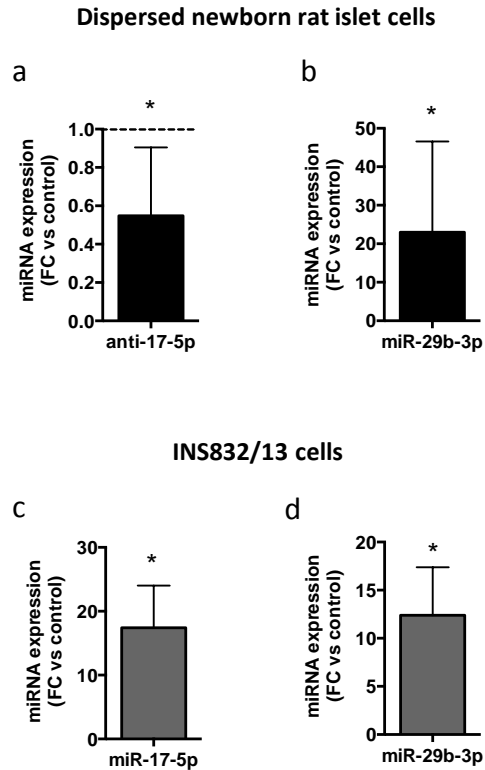 Dispersed newborn rat islet cells
a
b
*
*
miRNA expression
(FC vs control)
1.0
0.8
0.6
0.4
0.2
0.0
anti-17-5p
miRNA expression
(FC vs control)
50
40
30
20
10
0
miR-29b-3p
INS832/13 cells
c
d
*
*
miRNA expression
(FC vs control)
30
20
10
0
miR-17-5p
miRNA expression
(FC vs control)
20
15
10
5
0
miR-29b-3p